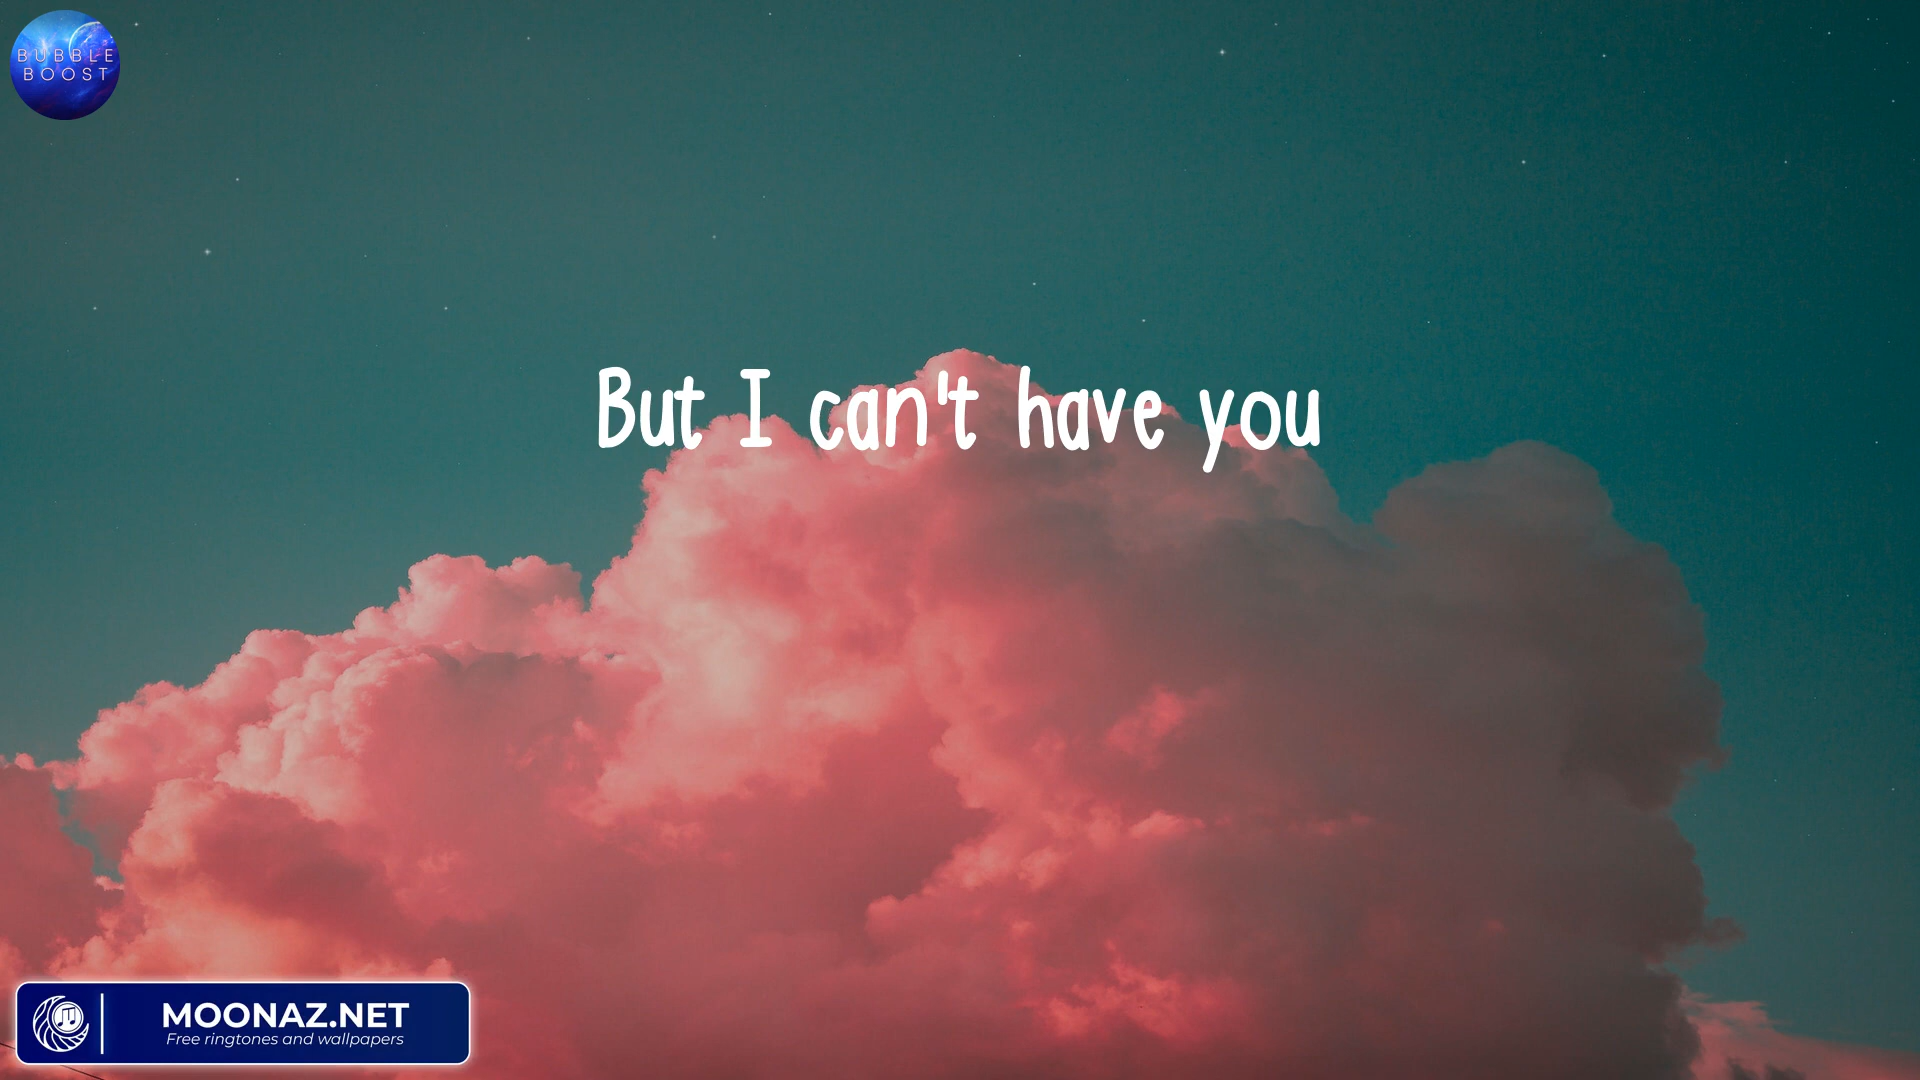 BUBBLE
BOOST
But I can't have you
MOONAZ.NET
Free ringtones and wallpapers